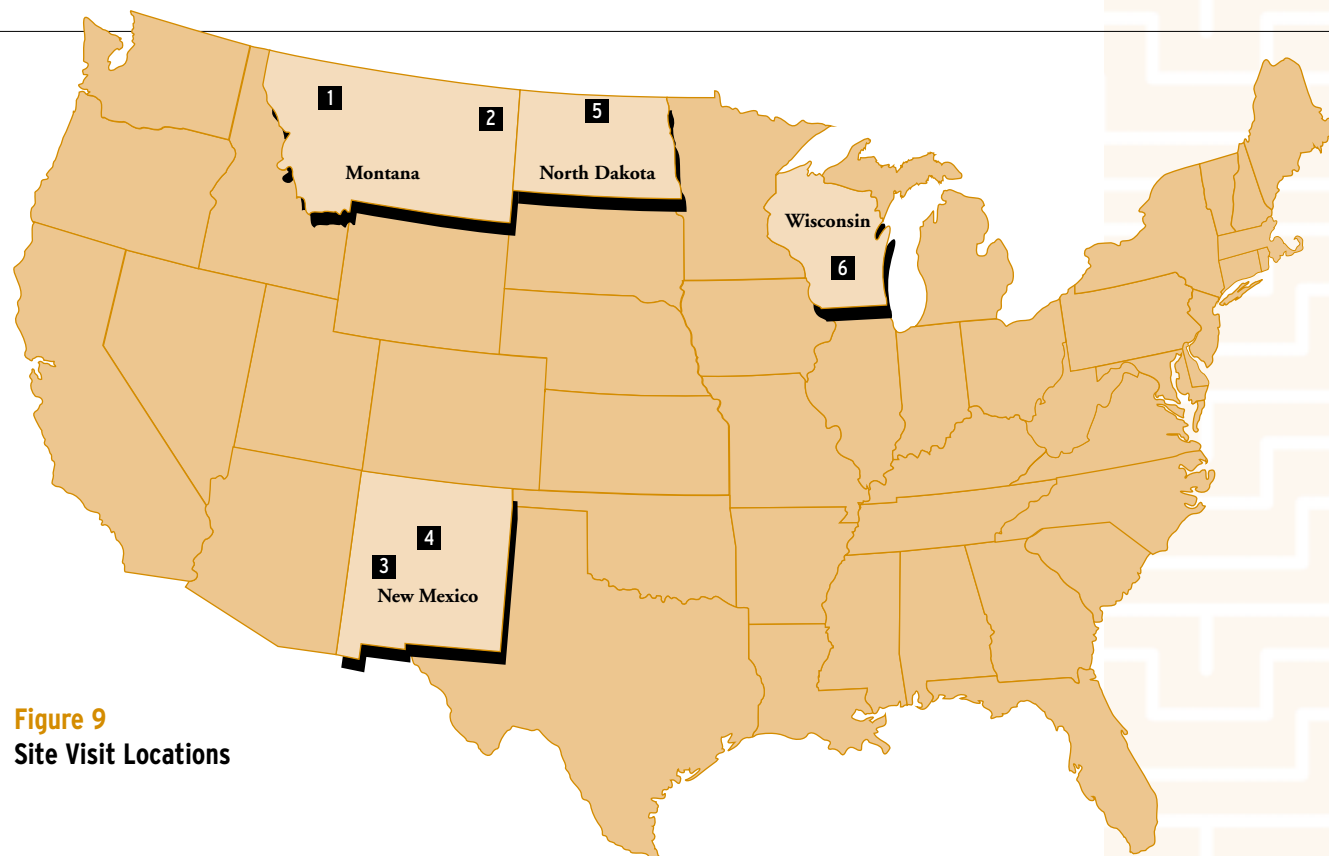 1
2
5
Montana
North Dakota
Wisconsin
6
4
3
New Mexico
Figure 9
Site Visit Locations